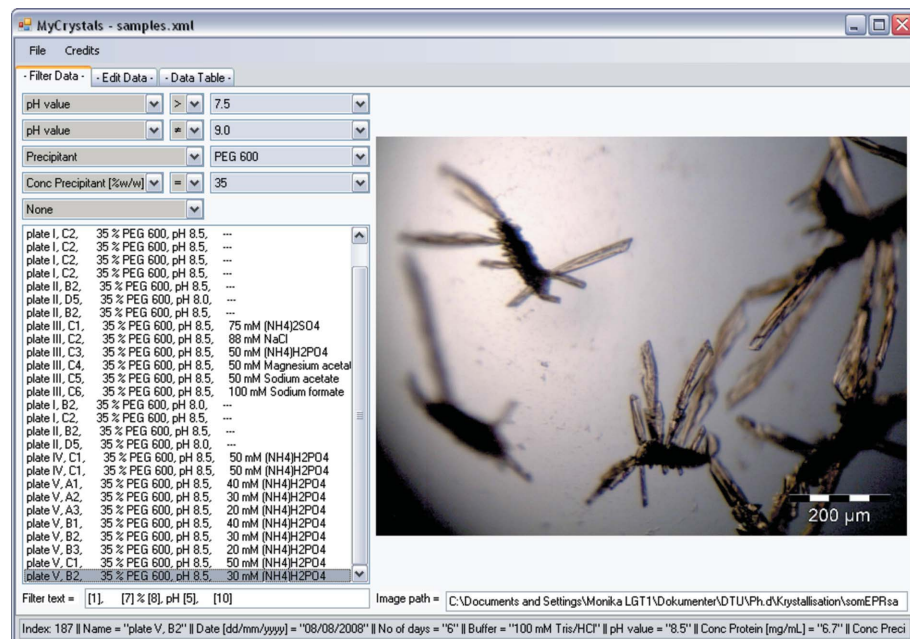 MyCrystals - samples.xml
File Credits
- Filter Data - - Edit Data - - Data Table -
pH value > 7.5
pH value ≠ 9.0
Precipitant PEG 600
Conc Precipitant [%w/w] = 35
None
plate I, C2, 35 % PEG 600, pH 8.5, ---
plate I, C2, 35 % PEG 600, pH 8.5, ---
plate I, C2, 35 % PEG 600, pH 8.5, ---
plate I, C2, 35 % PEG 600, pH 8.5, ---
plate II, B2, 35 % PEG 600, pH 8.5, ---
plate II, D5, 35 % PEG 600, pH 8.0, ---
plate II, B2, 35 % PEG 600, pH 8.5, ---
plate III, C1, 35 % PEG 600, pH 8.5, 75 mM (NH4)2SO4
plate III, C2, 35 % PEG 600, pH 8.5, 88 mM NaCl
plate III, C3, 35 % PEG 600, pH 8.5, 50 mM (NH4)H2PO4
plate III, C4, 35 % PEG 600, pH 8.5, 50 mM Magnesium acetat
plate III, C5, 35 % PEG 600, pH 8.5, 50 mM Sodium acetate
plate III, C6, 35 % PEG 600, pH 8.5, 100 mM Sodium formate
plate I, B2, 35 % PEG 600, pH 8.0, ---
plate I, C2, 35 % PEG 600, pH 8.5, ---
plate II, B2, 35 % PEG 600, pH 8.5, ---
plate II, D5, 35 % PEG 600, pH 8.0, ---
plate IV, C1, 35 % PEG 600, pH 8.5, 50 mM (NH4)H2PO4
plate IV, C1, 35 % PEG 600, pH 8.5, 50 mM (NH4)H2PO4
plate V, A1, 35 % PEG 600, pH 8.5, 40 mM (NH4)H2PO4
plate V, A2, 35 % PEG 600, pH 8.5, 30 mM (NH4)H2PO4
plate V, A3, 35 % PEG 600, pH 8.5, 20 mM (NH4)H2PO4
plate V, B1, 35 % PEG 600, pH 8.5, 40 mM (NH4)H2PO4
plate V, B2, 35 % PEG 600, pH 8.5, 30 mM (NH4)H2PO4
plate V, B3, 35 % PEG 600, pH 8.5, 20 mM (NH4)H2PO4
plate V, C1, 35 % PEG 600, pH 8.5, 50 mM (NH4)H2PO4
plate V, B2, 35 % PEG 600, pH 8.5, 30 mM (NH4)H2PO4
200 µm
Filter text = [1], [7] % [8], pH [5], [10]
Image path = C:\Documents and Settings\Monika LGT1\Dokumenter\DTU\Ph.d\Krystallisation\somEPRsa
Index: 187 || Name = "plate V, B2" || Date [dd/mm/yyyy] = "08/08/2008" || No of days = "6" || Buffer = "100 mM Tris/HCl" || pH value = "8.5" || Conc Protein [mg/mL] = "6.7" || Conc Preci